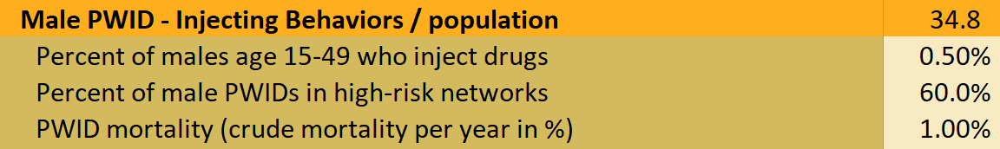 Male PWID - Injecting Behaviors / population 34.8
Percent of males age 15-49 who inject drugs 0.50%
Percent of male PWIDs in high-risk networks 60.0%
PWID mortality (crude mortality per year in %) 1.00%